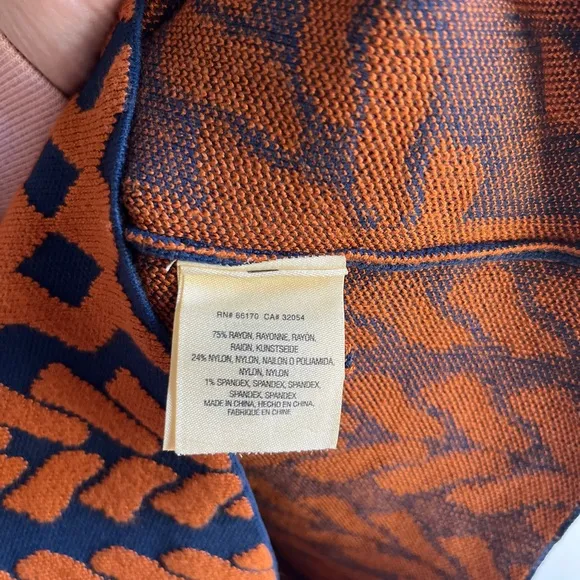 RN# 66170 CA# 32054
75% RAYON, RAYONNE, RAYÓN,
RAION, KUNSTSEIDE
24% NYLON, NYLON, NAILON O POLIAMIDA,
NYLON, NYLON
1% SPANDEX, SPANDEX, SPANDEX,
SPANDEX, SPANDEX
MADE IN CHINA, HECHO EN CHINA,
FABRIQUÉ EN CHINE